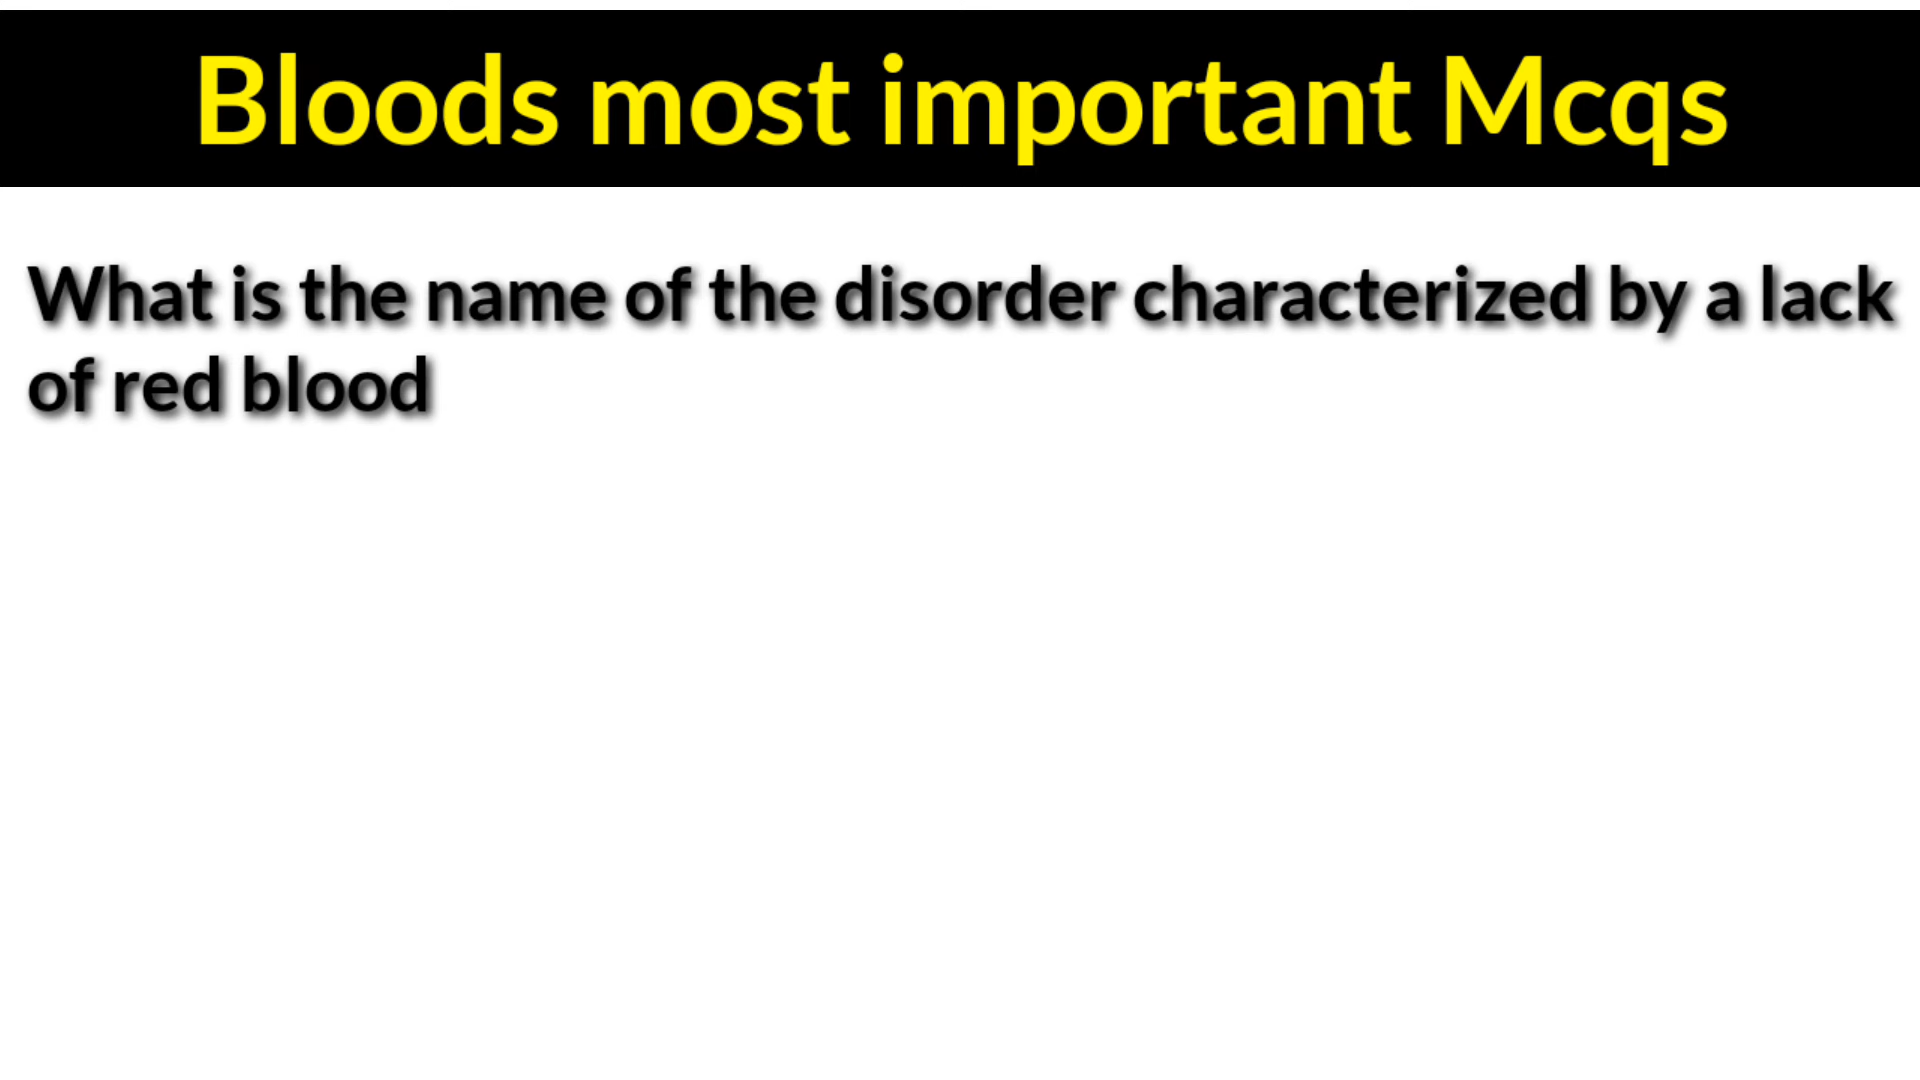 Bloods most important Mcqs
What is the name of the disorder characterized by a lack
of red blood